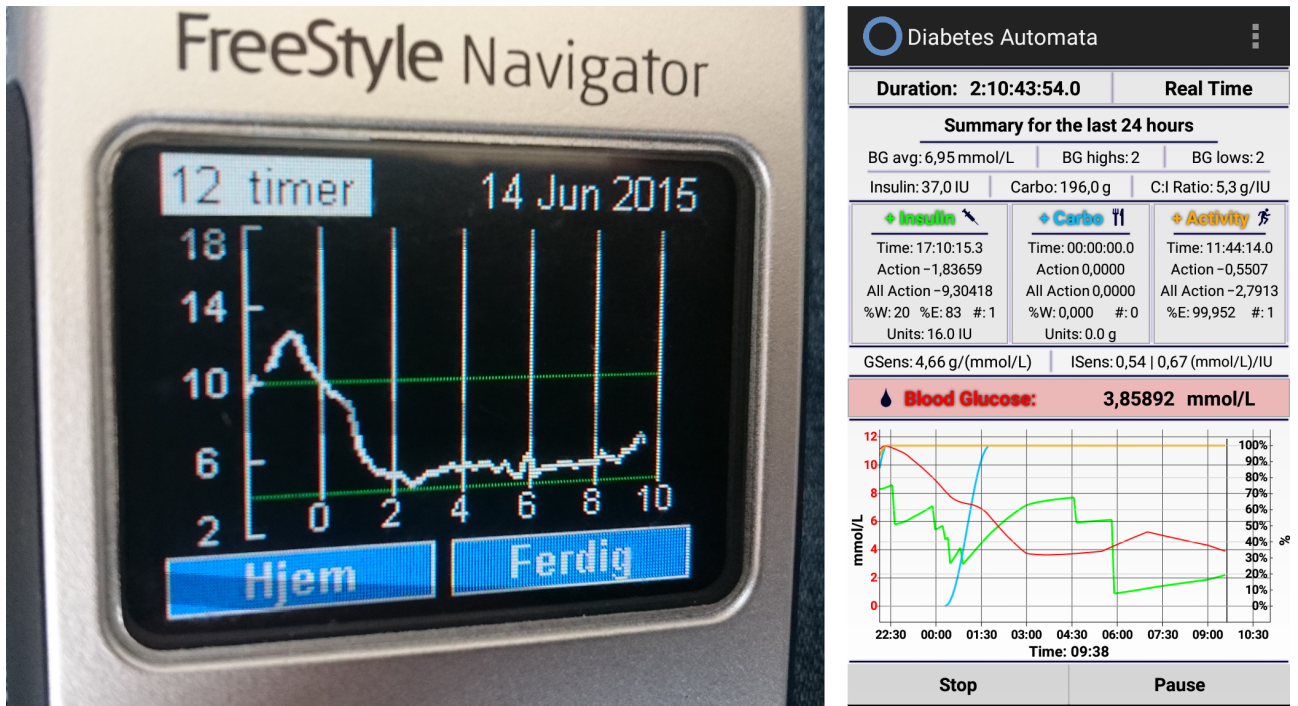 FreeStyle Navigator
12 timer 14 Jun 2015
18
14
10
6
2
0 2 4 6 8 10
Hjem Ferdig
Diabetes Automata
Duration: 2:10:43:54.0 Real Time
Summary for the last 24 hours
BG avg: 6,95 mmol/L BG highs: 2 BG lows: 2
Insulin: 37,0 IU Carbo: 196,0 g C:I Ratio: 5,3 g/IU
+ Insulin + Carbo + Activity
Time: 17:10:15.3 Time: 00:00:00.0 Time: 11:44:14.0
Action −1,83659 Action 0,0000 Action −0,5507
All Action −9,30418 All Action 0,0000 All Action −2,7913
%W: 20 %E: 83 #: 1 %W: 0,000 #: 0 %E: 99,952 #: 1
Units: 16.0 IU Units: 0.0 g
GSens: 4,66 g/(mmol/L) ISens: 0,54 | 0,67 (mmol/L)/IU
Blood Glucose: 3,85892 mmol/L
12
10
8
6
4
2
0
mmol/L
100%
90%
80%
70%
60%
50%
40%
30%
20%
10%
0%
%
22:30 00:00 01:30 03:00 04:30 06:00 07:30 09:00 10:30
Time: 09:38
Stop Pause